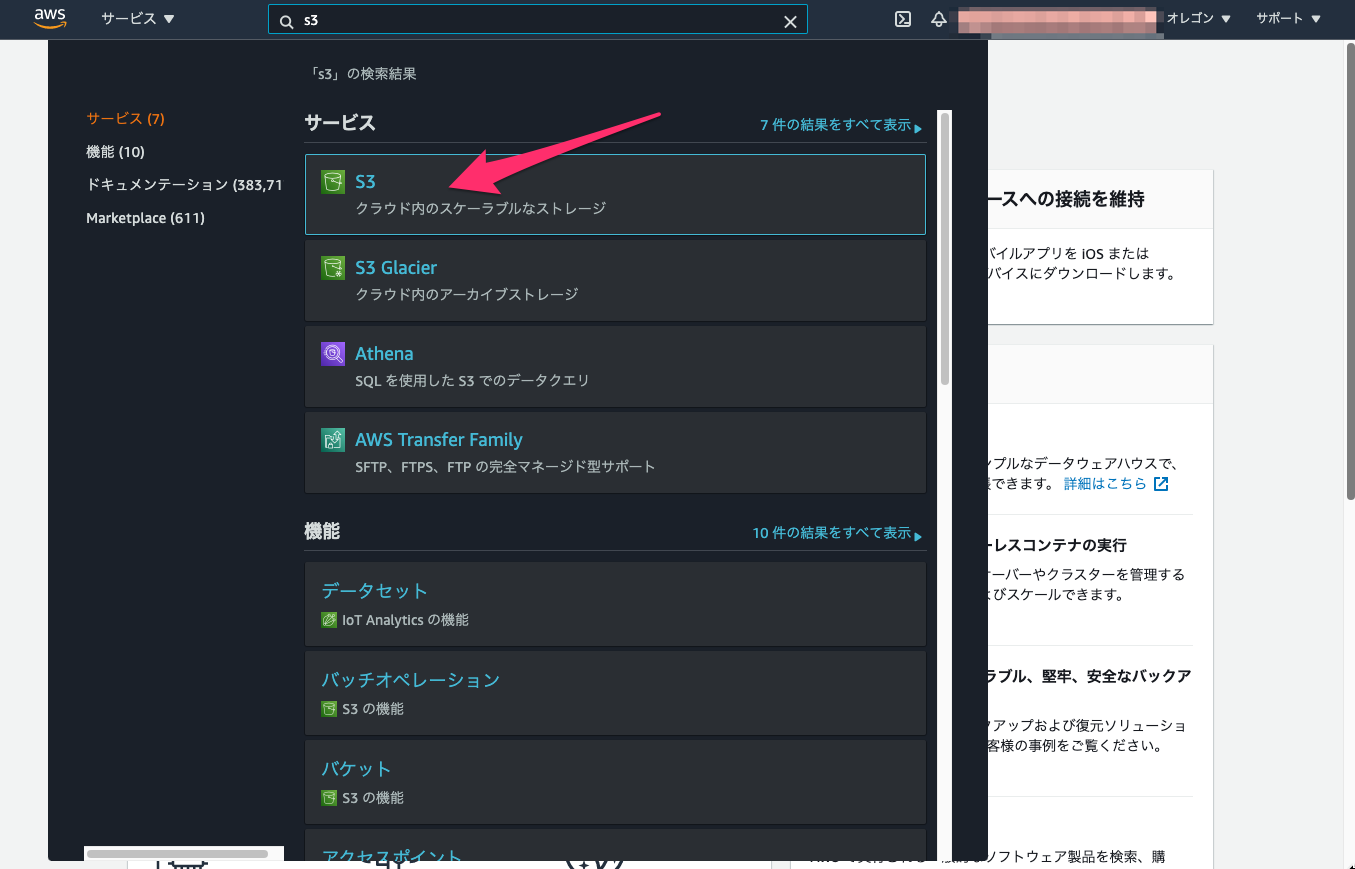 aws
サービス ▼
s3
オレゴン ▼
サポート ▼
「s3」の検索結果
サービス (7)
機能 (10)
ドキュメンテーション (383,71
Marketplace (611)
サービス
7 件の結果をすべて表示 ▶
S3
クラウド内のスケーラブルなストレージ
S3 Glacier
クラウド内のアーカイブストレージ
Athena
SQL を使用した S3 でのデータクエリ
AWS Transfer Family
SFTP、FTPS、FTP の完全マネージド型サポート
機能
10 件の結果をすべて表示 ▶
データセット
IoT Analytics の機能
バッチオペレーション
S3 の機能
バケット
S3 の機能
アクセスポイント
ースへの接続を維持
バイルアプリを iOS または
バイスにダウンロードします。
ンプルなデータウェアハウスで、
できます。 詳細はこちら
ーレスコンテナの実行
ーバーやクラスターを管理する
よびスケールできます。
ラブル、堅牢、安全なバックア
クアップおよび復元ソリューショ
客様の事例をご覧ください。
ソフトウェア製品を検索、購